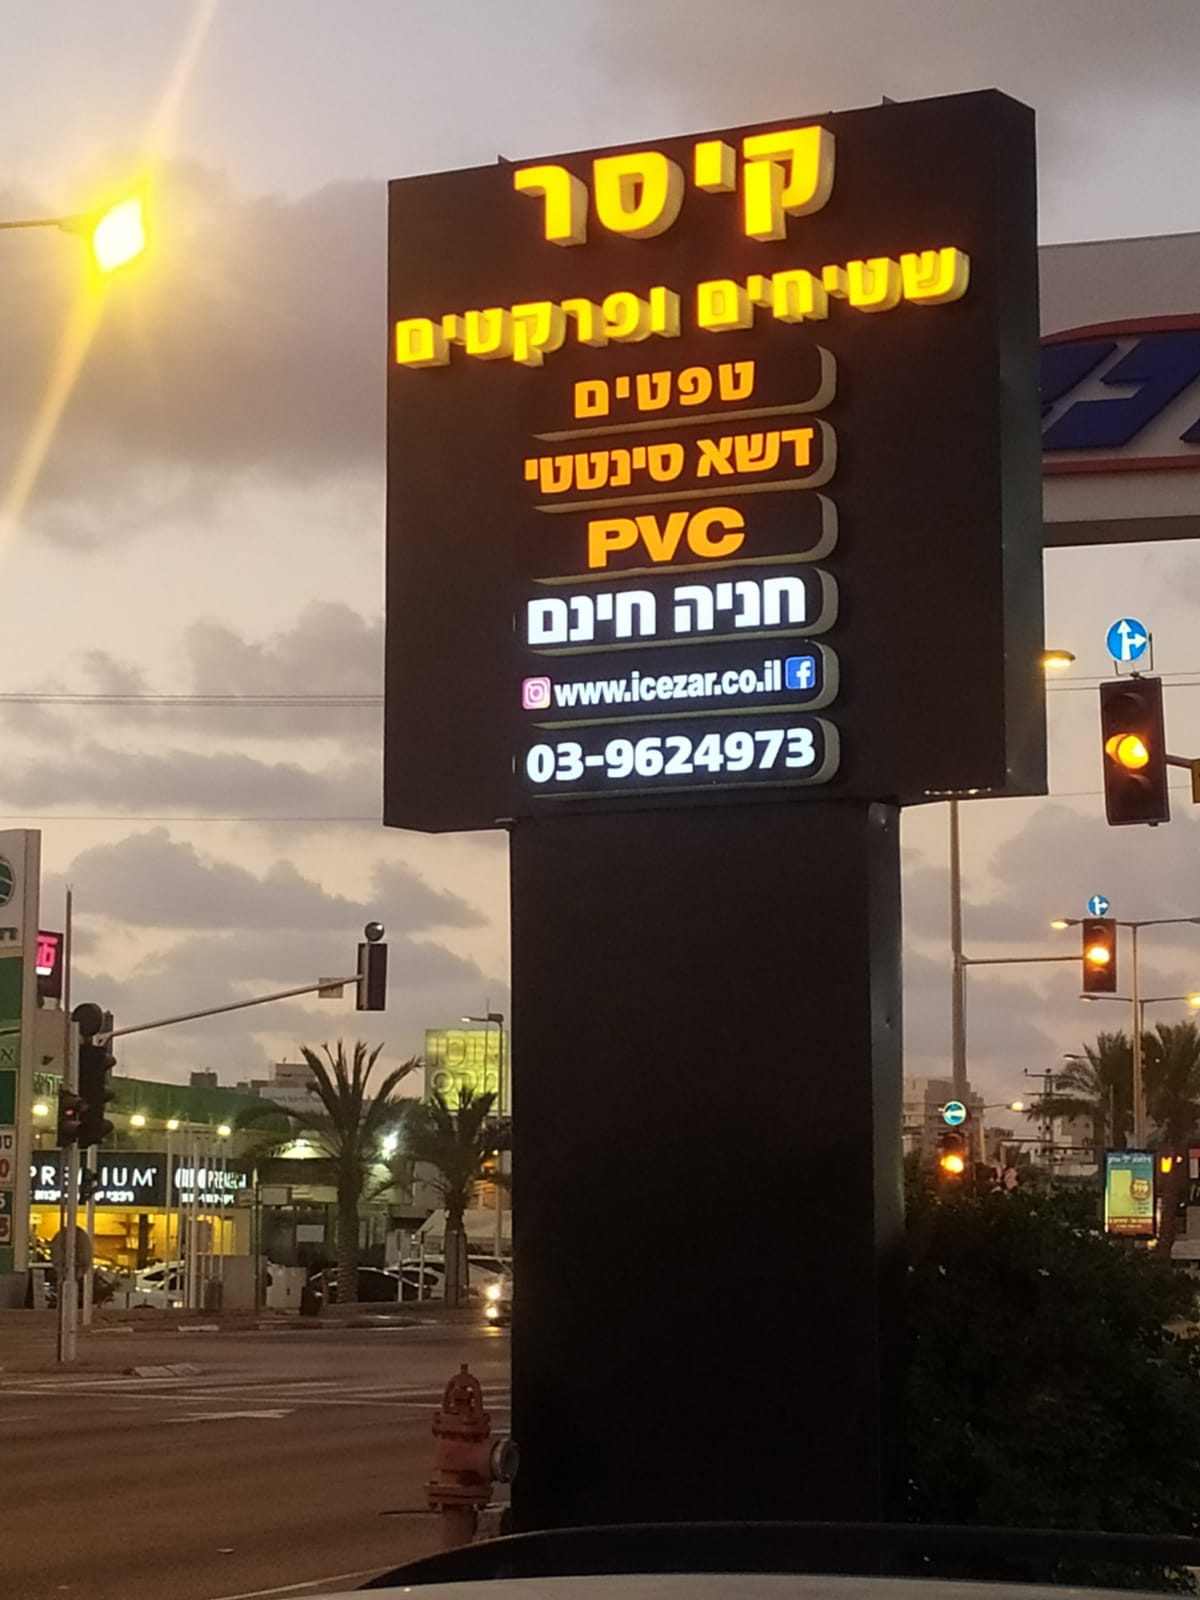 קיסר
שטיחים ופרקטים
טפטים
דשא סינטטי
PVC
חניה חינם
www.icezar.co.il
03-9624973
PREMIUM